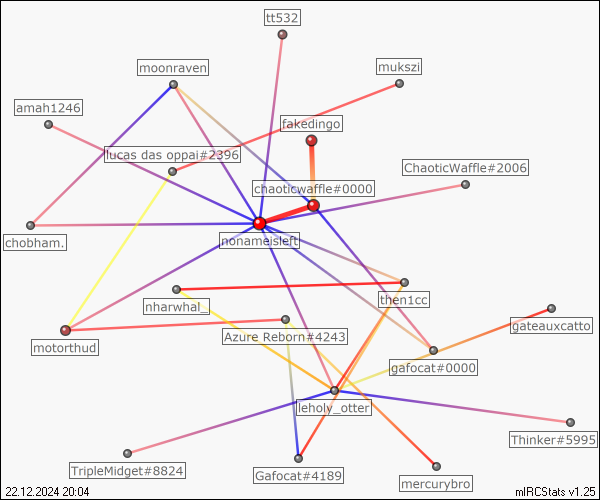 tt532
moonraven
mukszi
amah1246
fakedingo
lucas das oppai#2396
ChaoticWaffle#2006
chaoticwaffle#0000
chobham.
nonameisleft
then1cc
nharwhal_
gateauxcatto
Azure Reborn#4243
motorthud
gafocat#0000
leholy_otter
Thinker#5995
TripleMidget#8824
Gafocat#4189
mercurybro
22.12.2024 20:04
mIRCStats v1.25